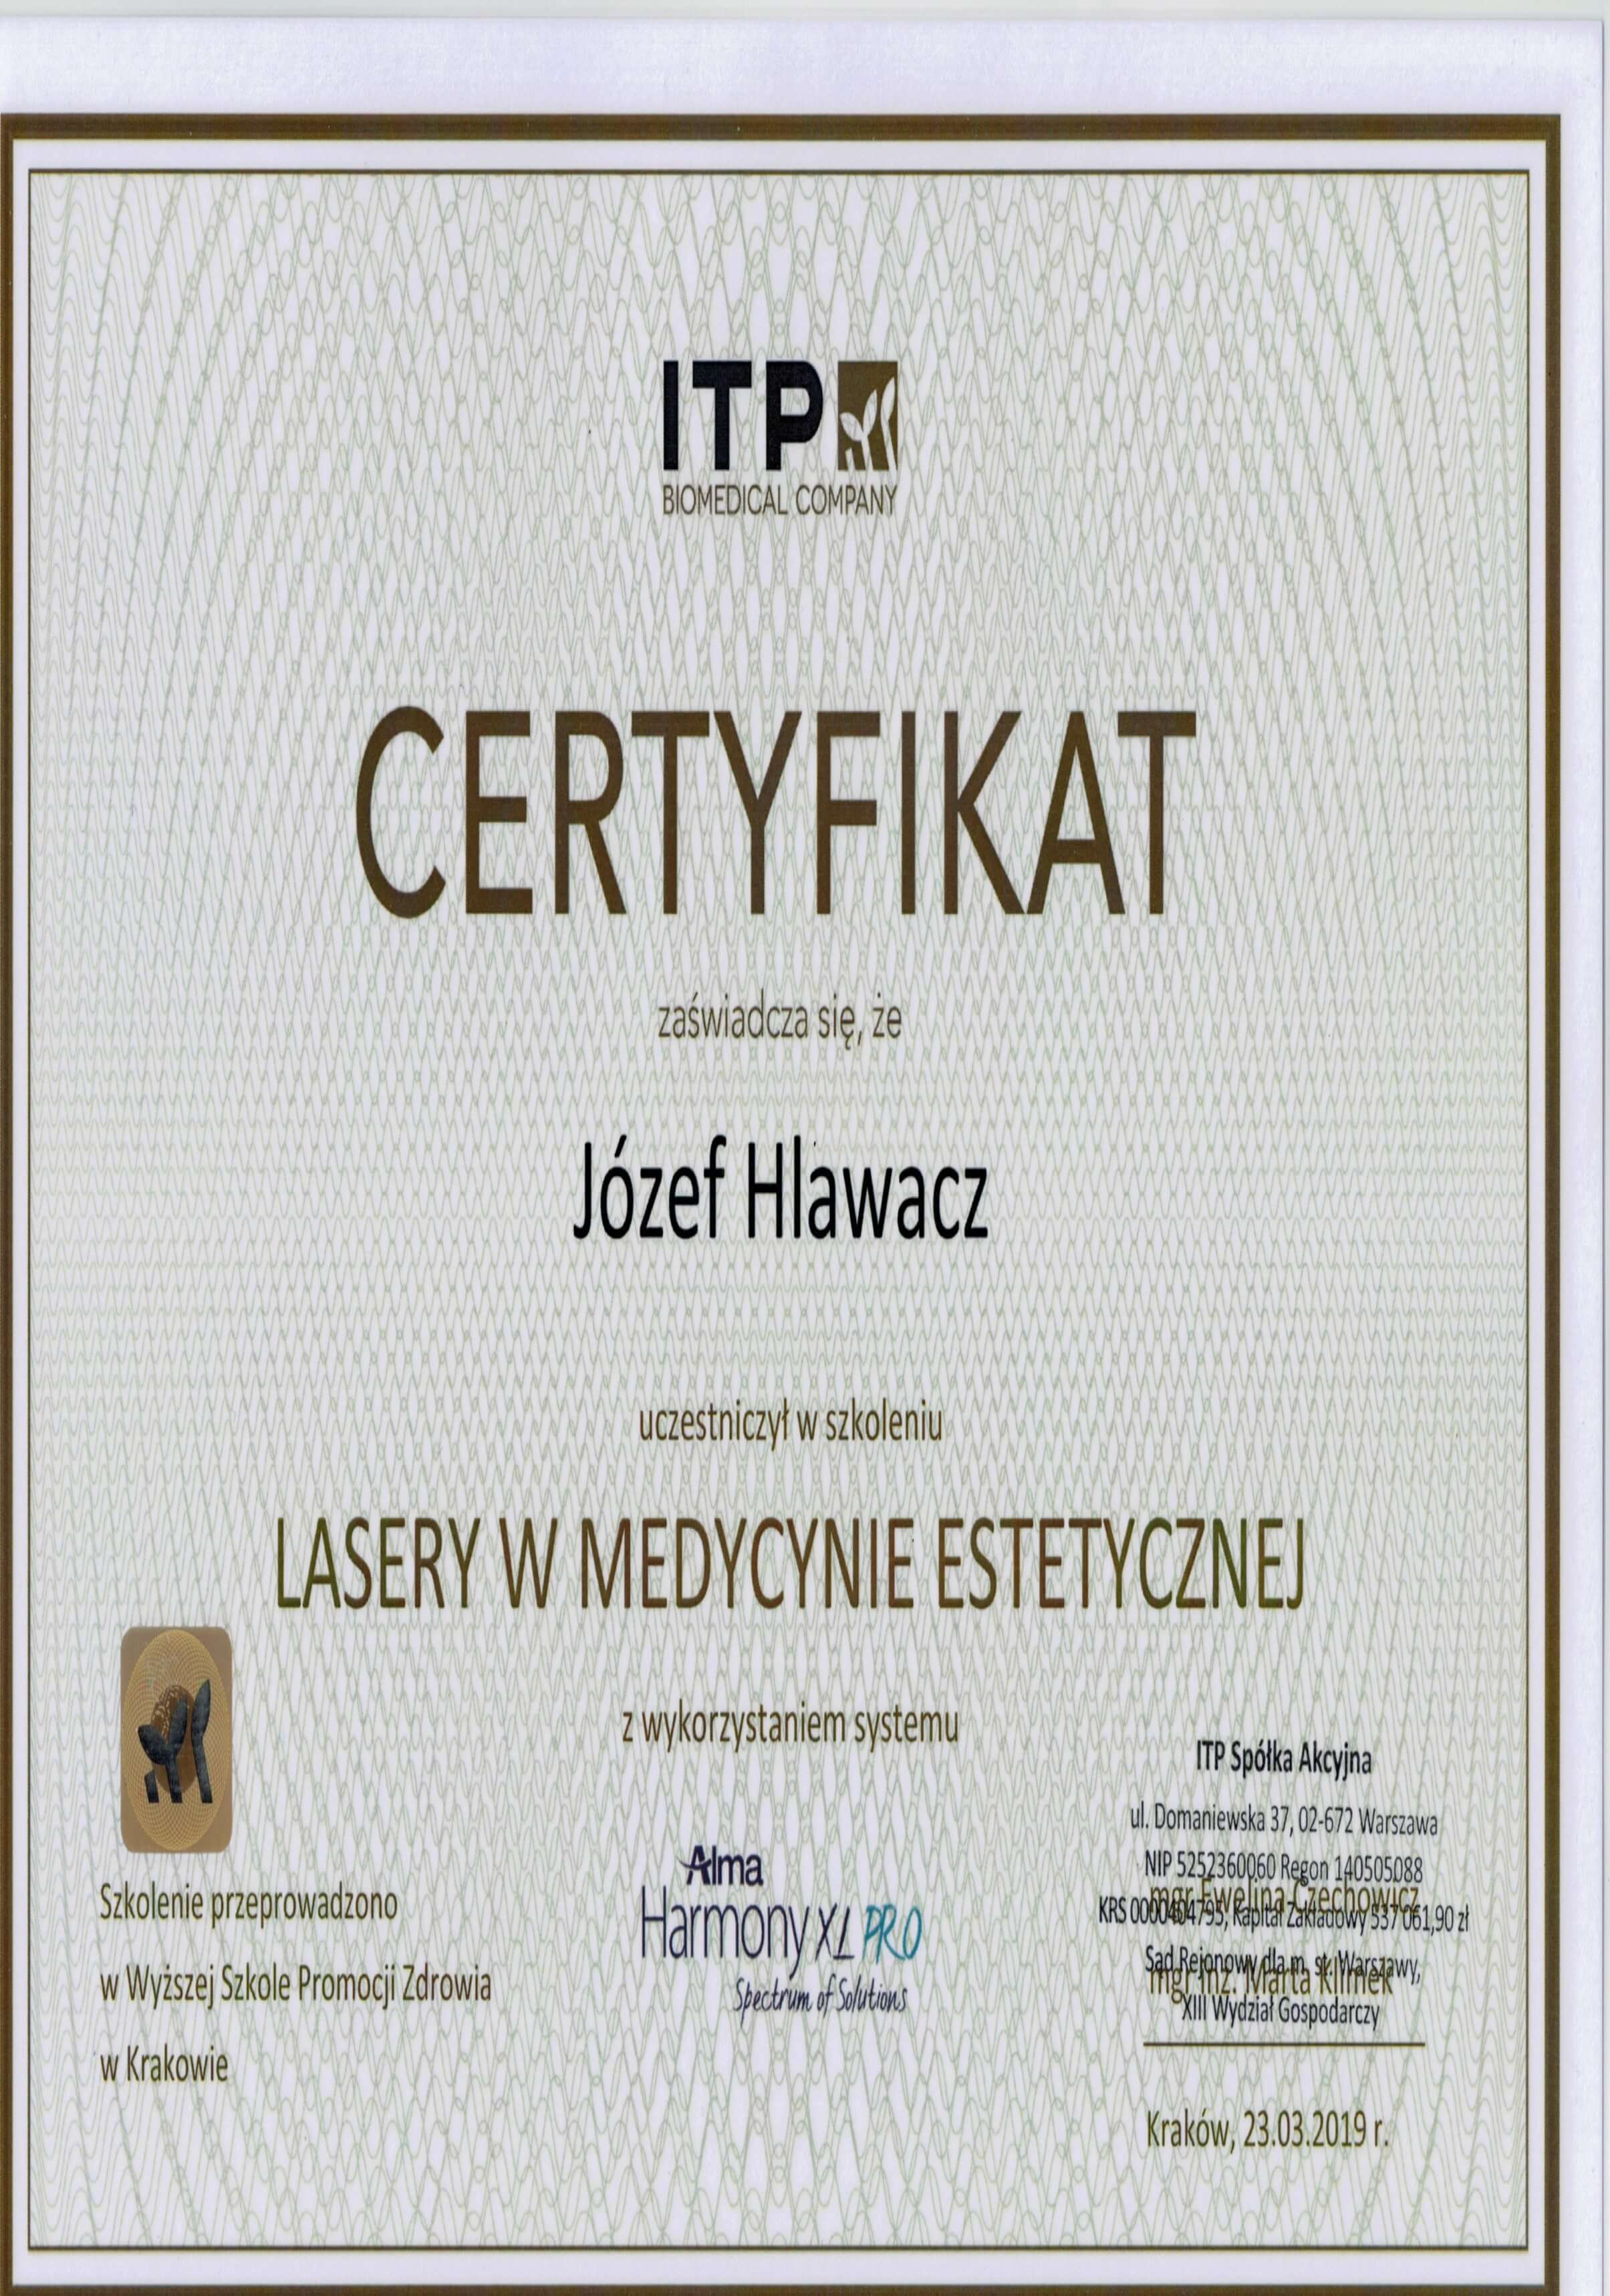 ITP
BIOMEDICAL COMPANY
CERTYFIKAT
zaświadcza się, że
Józef Hlawacz
uczestniczył w szkoleniu
LASERY W MEDYCYNIE ESTETYCZNEJ
z wykorzystaniem systemu
Alma
Harmony XL PRO
Spectrum of Solutions
Szkolenie przeprowadzono
w Wyższej Szkole Promocji Zdrowia
w Krakowie
ITP Spółka Akcyjna
ul. Domaniewska 37, 02-672 Warszawa
NIP 5252360060 Regon 140505088
mgr Ewelina Czechowicz
KRS 0000404795, Kapitał Zakładowy 537 061,90 zł
Sąd Rejonowy dla m. st. Warszawy,
mgr inż. Marta Klimek
XIII Wydział Gospodarczy
Kraków, 23.03.2019 r.